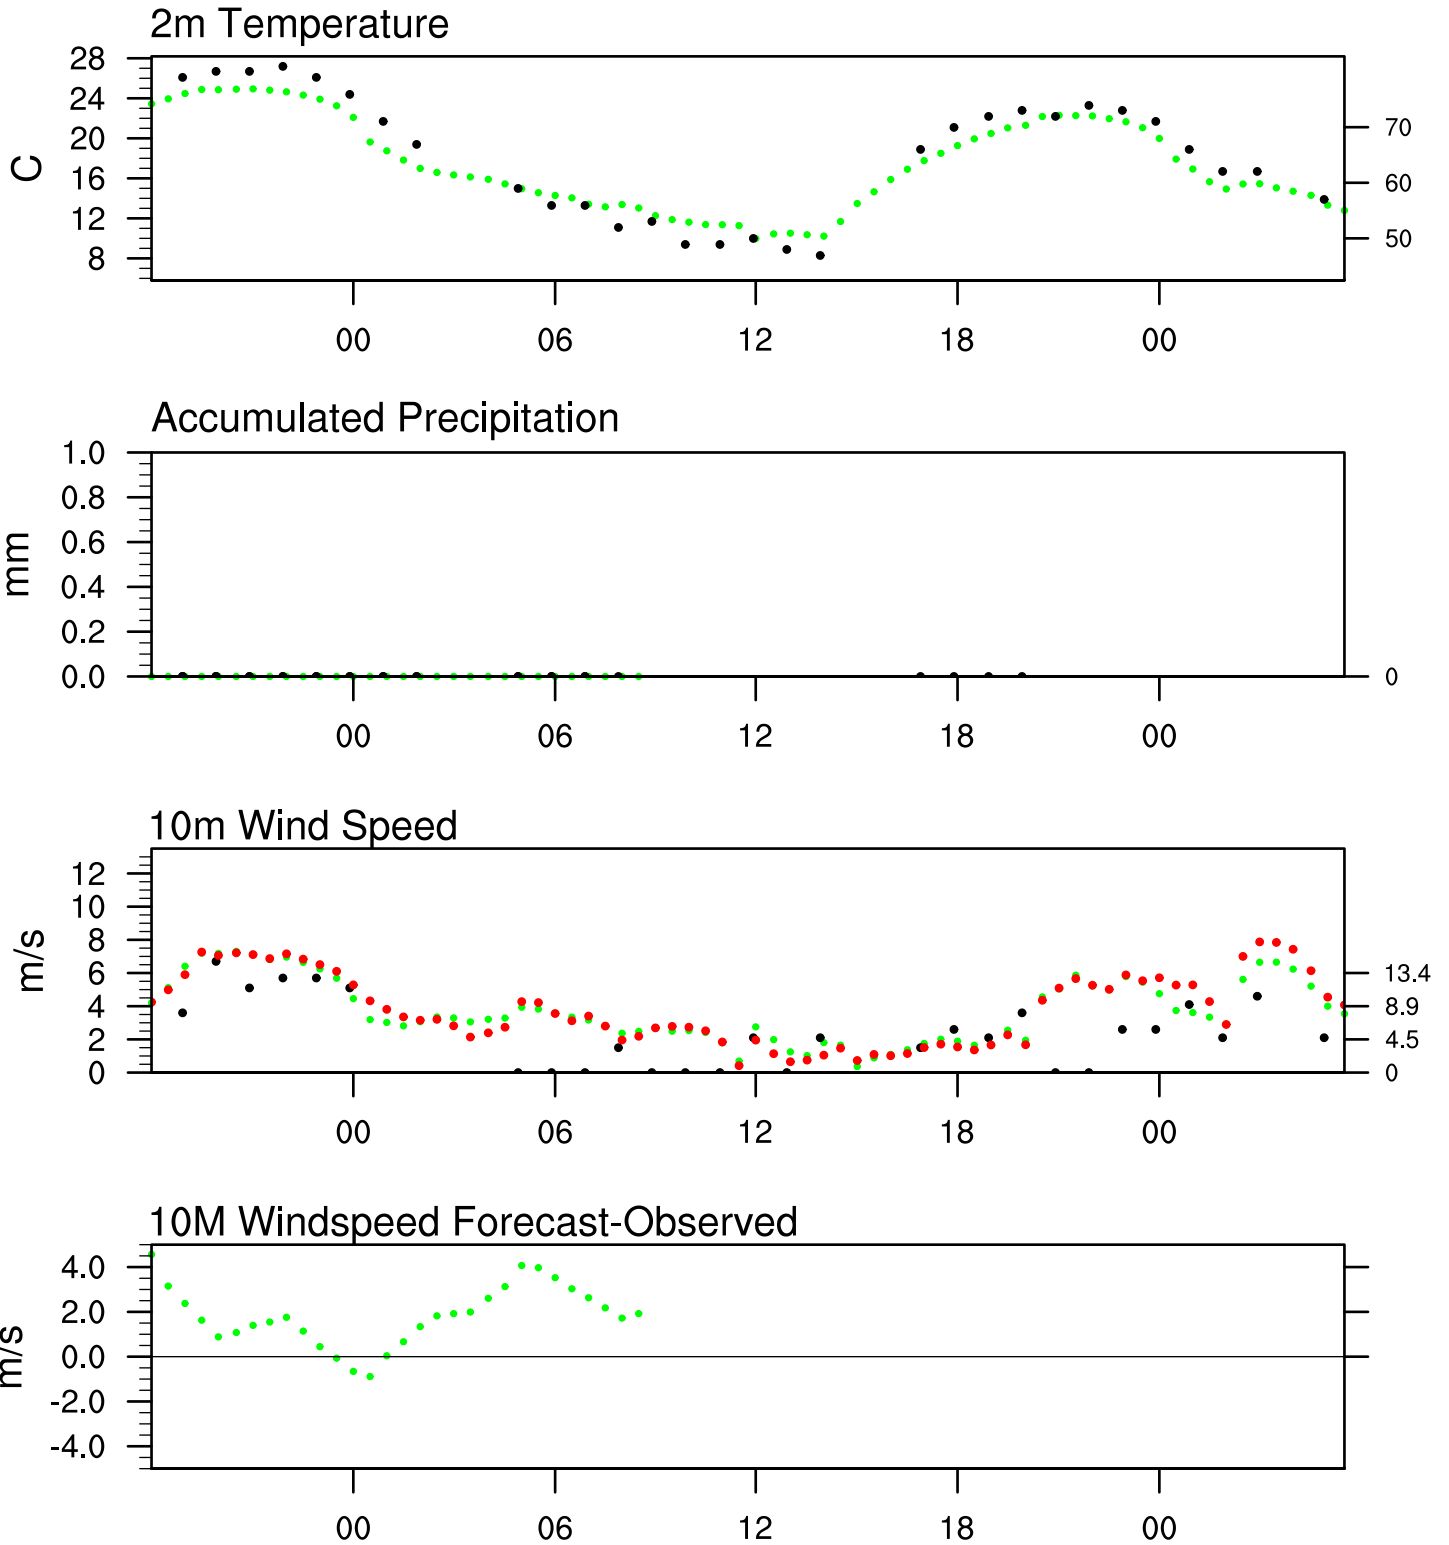 2m Temperature
28
24
20
16
12
8
C
70
60
50
00 06 12 18 00
Accumulated Precipitation
1.0
0.8
0.6
0.4
0.2
0.0
mm
0
00 06 12 18 00
10m Wind Speed
12
10
8
6
4
2
0
m/s
13.4
8.9
4.5
0
00 06 12 18 00
10M Windspeed Forecast-Observed
4.0
2.0
0.0
-2.0
-4.0
m/s
00 06 12 18 00